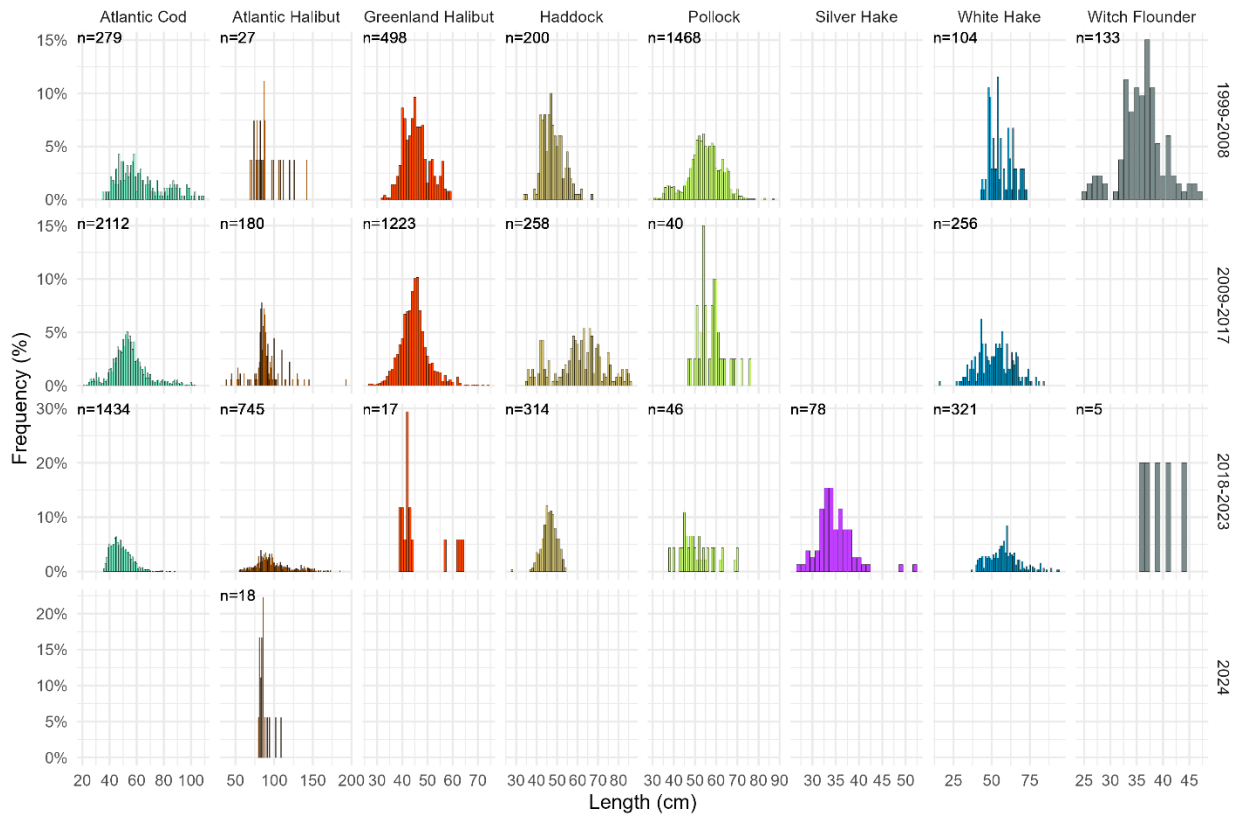 Atlantic Cod Atlantic Halibut Greenland Halibut Haddock Pollock Silver Hake White Hake Witch Flounder
n=279 n=27 n=498 n=200 n=1468 n=104 n=133
15%
10%
5%
0%
1999-2008
n=2112 n=180 n=1223 n=258 n=40 n=256
15%
10%
5%
0%
2009-2017
Frequency (%)
n=1434 n=745 n=17 n=314 n=46 n=78 n=321 n=5
30%
20%
10%
0%
2018-2023
n=18
20%
15%
10%
5%
0%
2024
20 40 60 80 100 50 100 150 200 30 40 50 60 70 30 40 50 60 70 80 30 40 50 60 70 80 90 30 35 40 45 50 25 50 75 25 30 35 40 45
Length (cm)